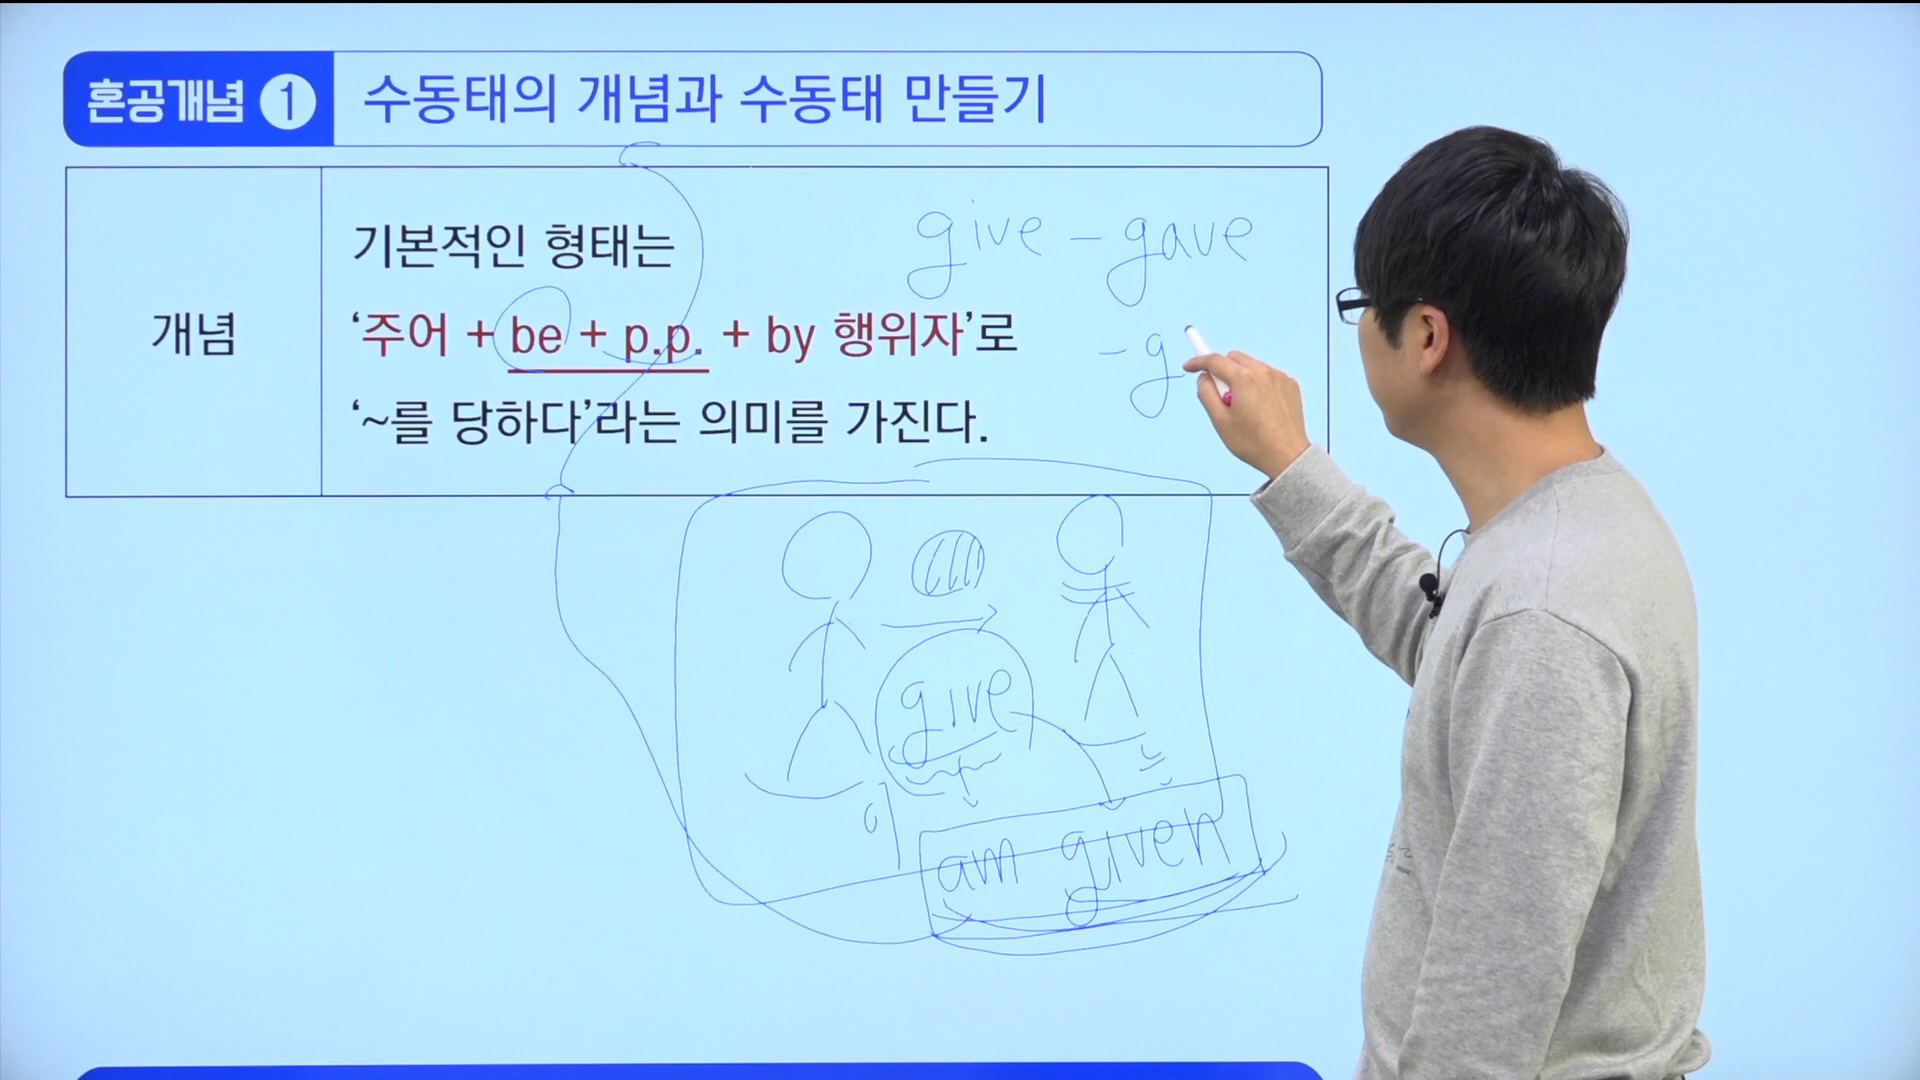 혼공개념 1 수동태의 개념과 수동태 만들기
개념
기본적인 형태는
‘주어 + be + p.p. + by 행위자’로
‘~를 당하다’라는 의미를 가진다.
give – gave
– g
give
am given